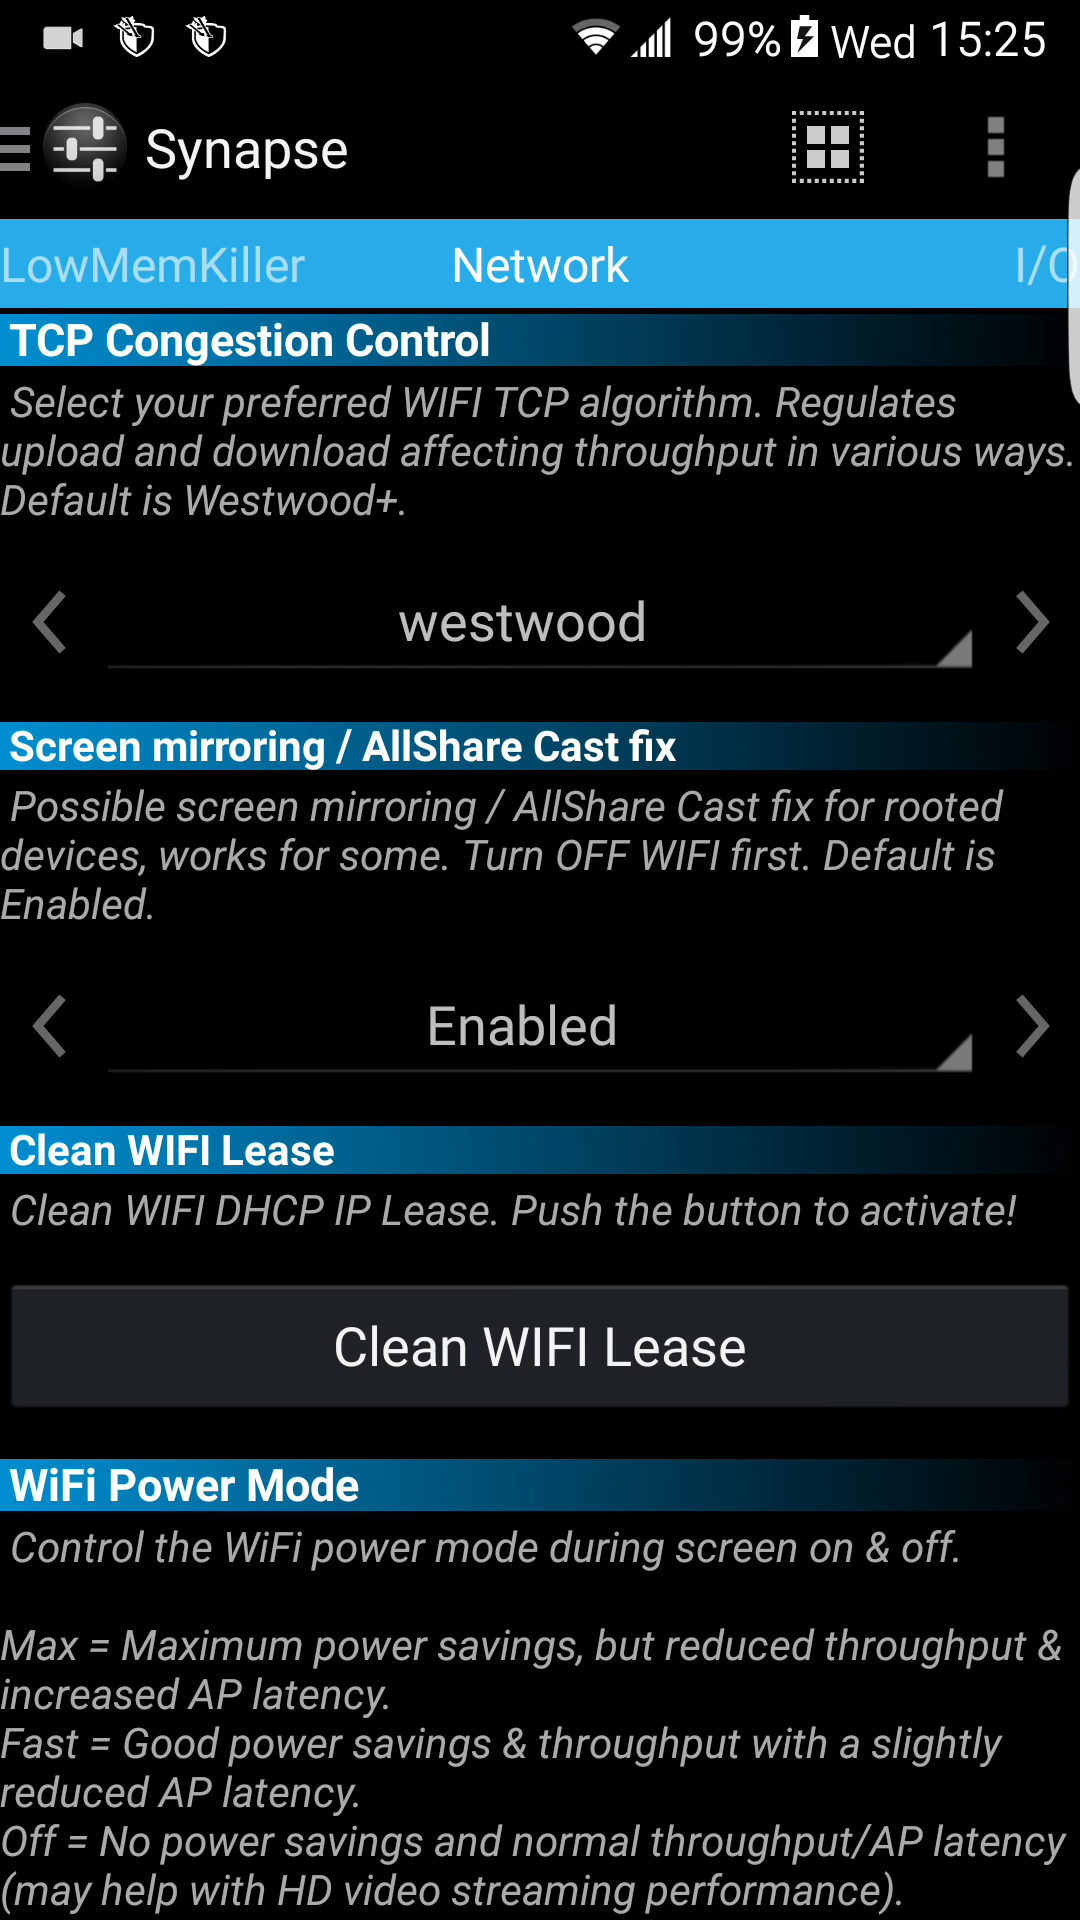 99% Wed 15:25
Synapse
LowMemKiller Network I/O
TCP Congestion Control
Select your preferred WIFI TCP algorithm. Regulates
upload and download affecting throughput in various ways.
Default is Westwood+.
westwood
Screen mirroring / AllShare Cast fix
Possible screen mirroring / AllShare Cast fix for rooted
devices, works for some. Turn OFF WIFI first. Default is
Enabled.
Enabled
Clean WIFI Lease
Clean WIFI DHCP IP Lease. Push the button to activate!
Clean WIFI Lease
WiFi Power Mode
Control the WiFi power mode during screen on & off.
Max = Maximum power savings, but reduced throughput &
increased AP latency.
Fast = Good power savings & throughput with a slightly
reduced AP latency.
Off = No power savings and normal throughput/AP latency
(may help with HD video streaming performance).